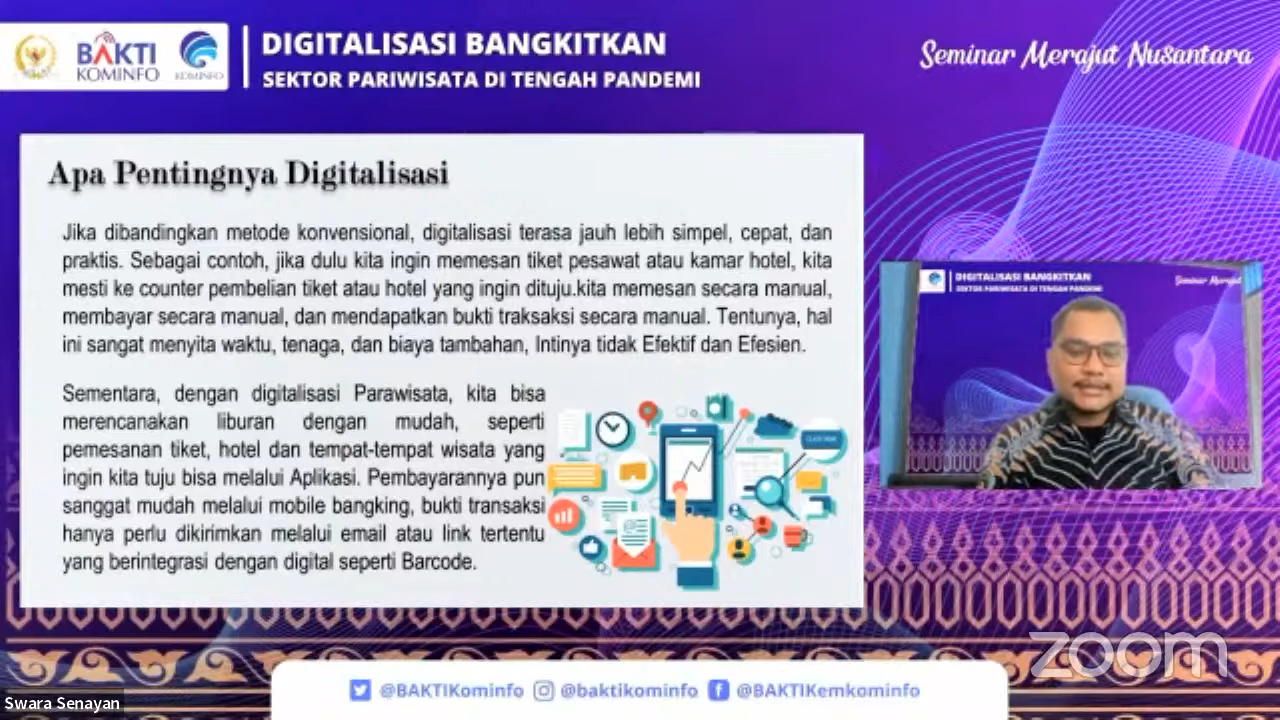 BAKTI
KOMINFO
KOMINFO
DIGITALISASI BANGKITKAN
SEKTOR PARIWISATA DI TENGAH PANDEMI
Seminar Merajut Nusantara
Apa Pentingnya Digitalisasi
Jika dibandingkan metode konvensional, digitalisasi terasa jauh lebih simpel, cepat, dan
praktis. Sebagai contoh, jika dulu kita ingin memesan tiket pesawat atau kamar hotel, kita
mesti ke counter pembelian tiket atau hotel yang ingin dituju.kita memesan secara manual,
membayar secara manual, dan mendapatkan bukti traksaksi secara manual. Tentunya, hal
ini sangat menyita waktu, tenaga, dan biaya tambahan, Intinya tidak Efektif dan Efesien.
Sementara, dengan digitalisasi Parawisata, kita bisa
merencanakan liburan dengan mudah, seperti
pemesanan tiket, hotel dan tempat-tempat wisata yang
ingin kita tuju bisa melalui Aplikasi. Pembayarannya pun
sanggat mudah melalui mobile bangking, bukti transaksi
hanya perlu dikirimkan melalui email atau link tertentu
yang berintegrasi dengan digital seperti Barcode.
DIGITALISASI BANGKITKAN
SEKTOR PARIWISATA DI TENGAH PANDEMI
Seminar Merajut
zoom
@BAKTIKominfo @baktikominfo @BAKTIKemkominfo
Swara Senayan